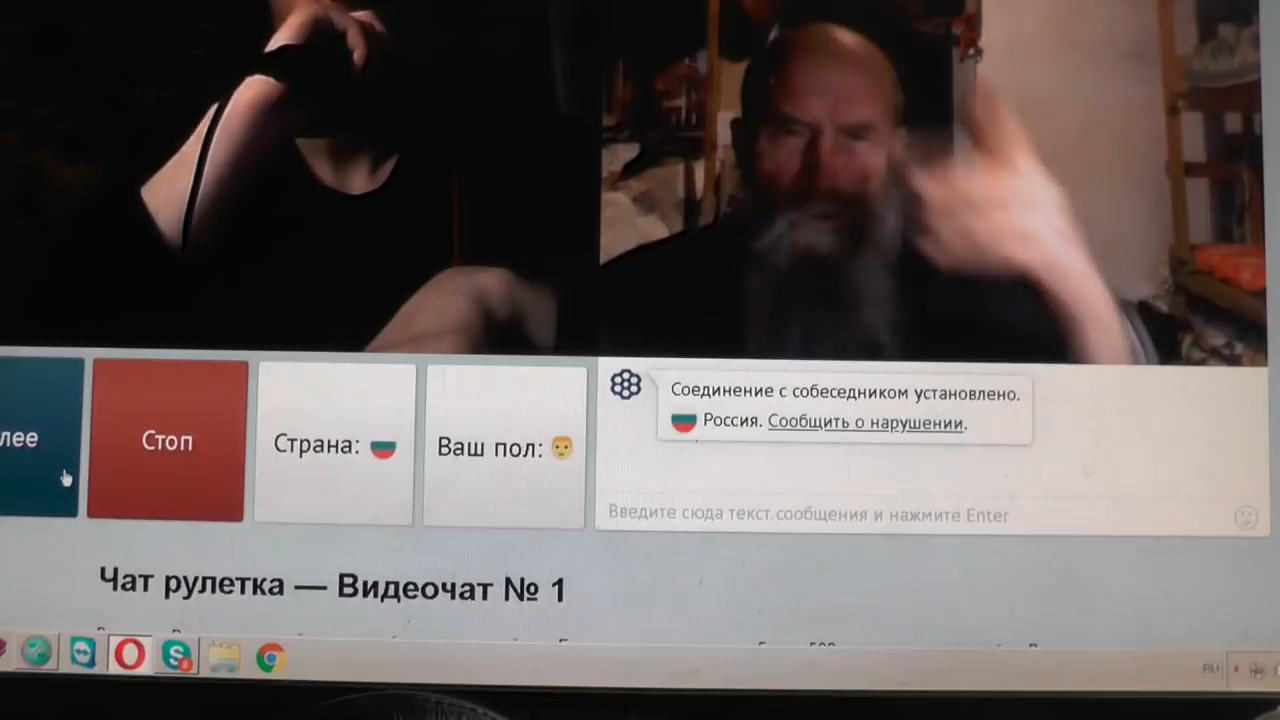 лее
Стоп
Страна:
Ваш пол:
Соединение с собеседником установлено.
Россия. Сообщить о нарушении.
Введите сюда текст сообщения и нажмите Enter
Чат рулетка — Видеочат № 1
RU